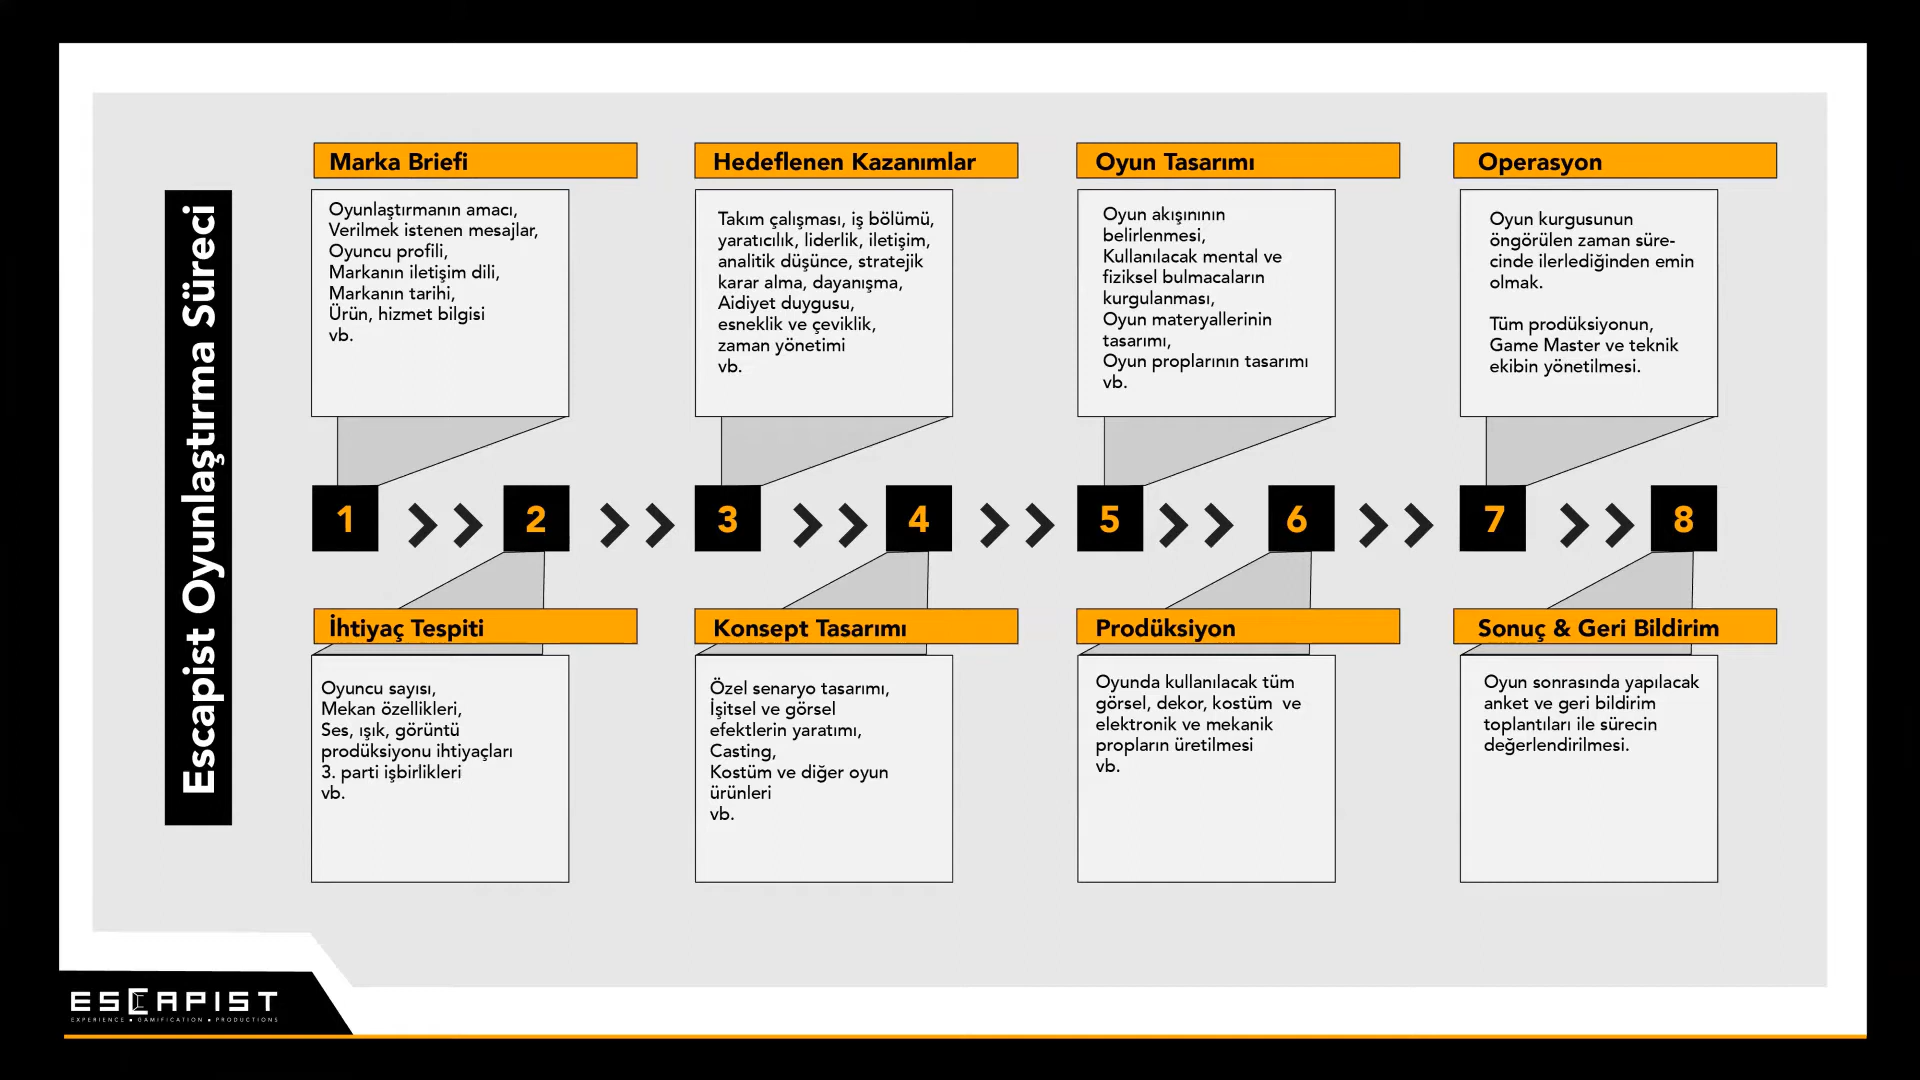 Escapist Oyunlaştırma Süreci
Marka Briefi
Oyunlaştırmanın amacı,
Verilmek istenen mesajlar,
Oyuncu profili,
Markanın iletişim dili,
Markanın tarihi,
Ürün, hizmet bilgisi
vb.
Hedeflenen Kazanımlar
Takım çalışması, iş bölümü,
yaratıcılık, liderlik, iletişim,
analitik düşünce, stratejik
karar alma, dayanışma,
Aidiyet duygusu,
esneklik ve çeviklik,
zaman yönetimi
vb.
Oyun Tasarımı
Oyun akışınının
belirlenmesi,
Kullanılacak mental ve
fiziksel bulmacaların
kurgulanması,
Oyun materyallerinin
tasarımı,
Oyun proplarının tasarımı
vb.
Operasyon
Oyun kurgusunun
öngörülen zaman süre-
cinde ilerlediğinden emin
olmak.
Tüm prodüksiyonun,
Game Master ve teknik
ekibin yönetilmesi.
1 2 3 4 5 6 7 8
İhtiyaç Tespiti
Oyuncu sayısı,
Mekan özellikleri,
Ses, ışık, görüntü
prodüksiyonu ihtiyaçları
3. parti işbirlikleri
vb.
Konsept Tasarımı
Özel senaryo tasarımı,
İşitsel ve görsel
efektlerin yaratımı,
Casting,
Kostüm ve diğer oyun
ürünleri
vb.
Prodüksiyon
Oyunda kullanılacak tüm
görsel, dekor, kostüm ve
elektronik ve mekanik
propların üretilmesi
vb.
Sonuç & Geri Bildirim
Oyun sonrasında yapılacak
anket ve geri bildirim
toplantıları ile sürecin
değerlendirilmesi.
ESCAPIST
EXPERIENCE • GAMIFICATION • PRODUCTIONS